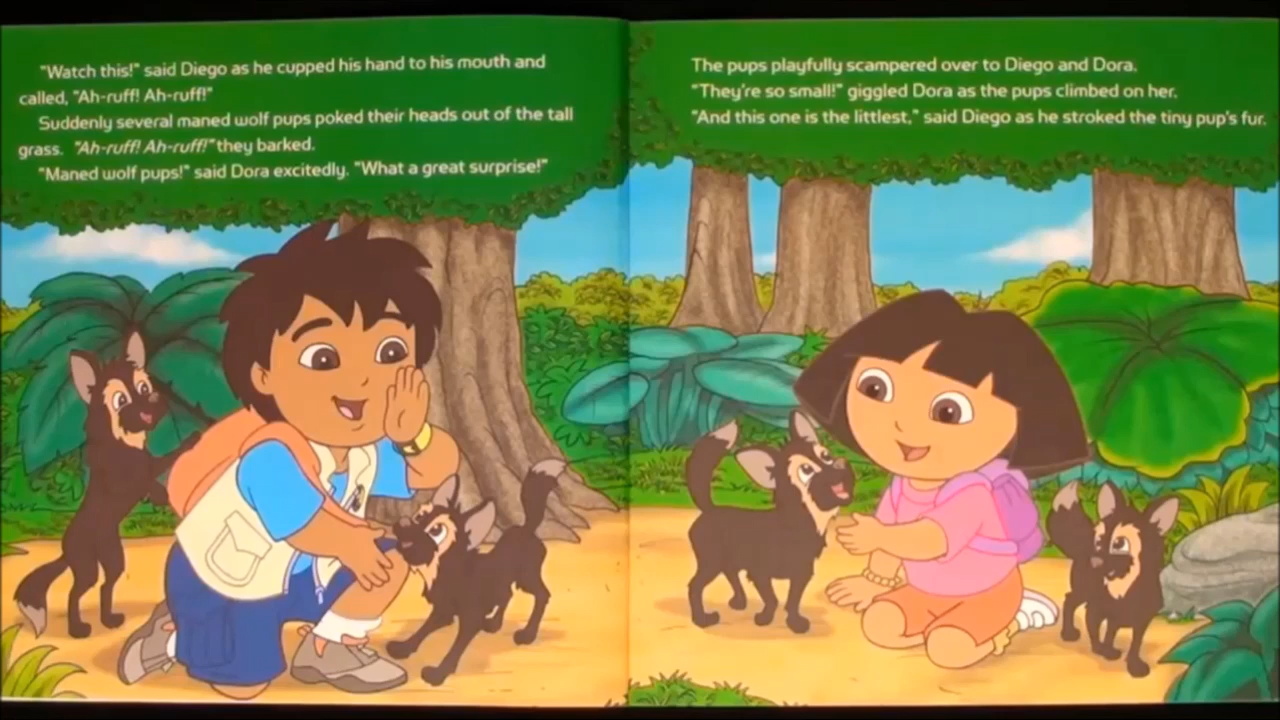 "Watch this!" said Diego as he cupped his hand to his mouth and
called, "Ah-ruff! Ah-ruff!"
Suddenly several maned wolf pups poked their heads out of the tall
grass. "Ah-ruff! Ah-ruff!" they barked.
"Maned wolf pups!" said Dora excitedly. "What a great surprise!"
The pups playfully scampered over to Diego and Dora.
"They're so small!" giggled Dora as the pups climbed on her.
"And this one is the littlest," said Diego as he stroked the tiny pup's fur.